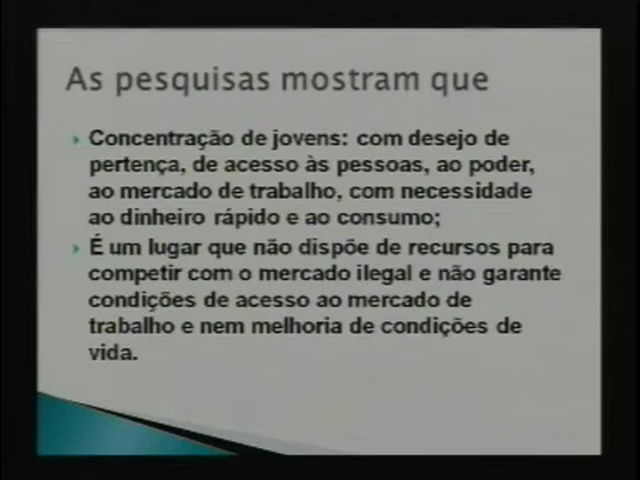 As pesquisas mostram que
Concentração de jovens: com desejo de
pertença, de acesso às pessoas, ao poder,
ao mercado de trabalho, com necessidade
ao dinheiro rápido e ao consumo;
É um lugar que não dispõe de recursos para
competir com o mercado ilegal e não garante
condições de acesso ao mercado de
trabalho e nem melhoria de condições de
vida.